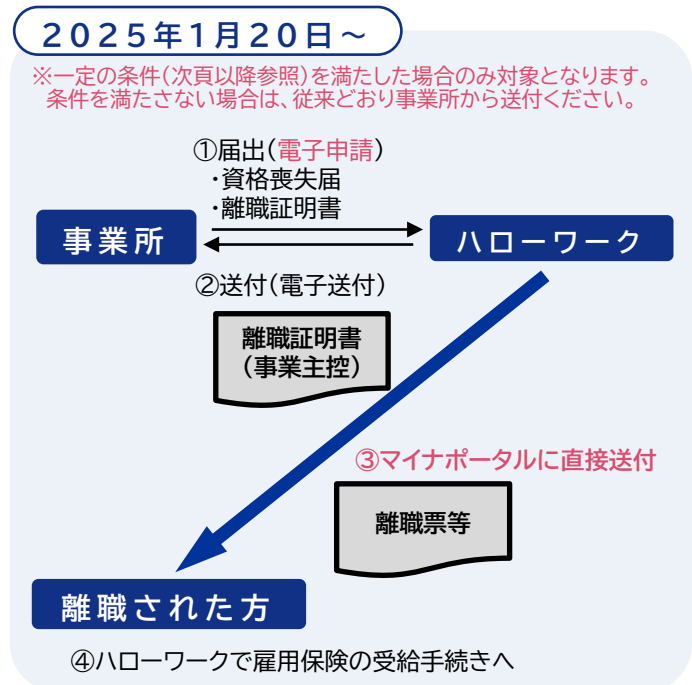 2025年1月20日～
※一定の条件(次頁以降参照)を満たした場合のみ対象となります。
条件を満たさない場合は、従来どおり事業所から送付ください。
①届出(電子申請)
・資格喪失届
・離職証明書
事業所
ハローワーク
②送付(電子送付)
離職証明書
(事業主控)
③マイナポータルに直接送付
離職票等
離職された方
④ハローワークで雇用保険の受給手続きへ